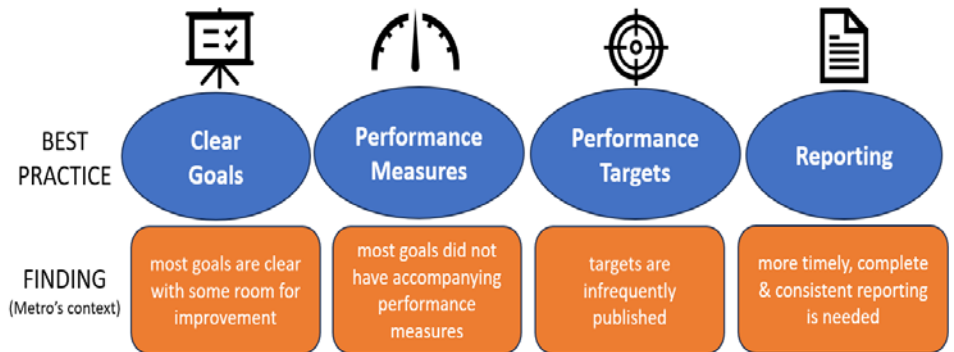 BEST
PRACTICE
Clear
Goals
Performance
Measures
Performance
Targets
Reporting
FINDING
(Metro's context)
most goals are clear
with some room for
improvement
most goals did not
have accompanying
performance
measures
targets are
infrequently
published
more timely, complete
& consistent reporting
is needed